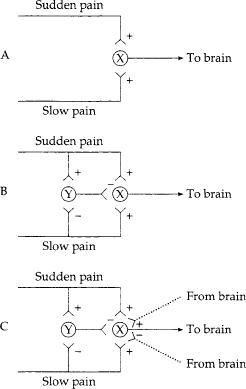 Sudden pain
+
A X To brain
+
Slow pain
Sudden pain
+ +
B Y – X To brain
– +
Slow pain
Sudden pain
+ +
From brain
C Y – X + To brain
–
– + From brain
Slow pain